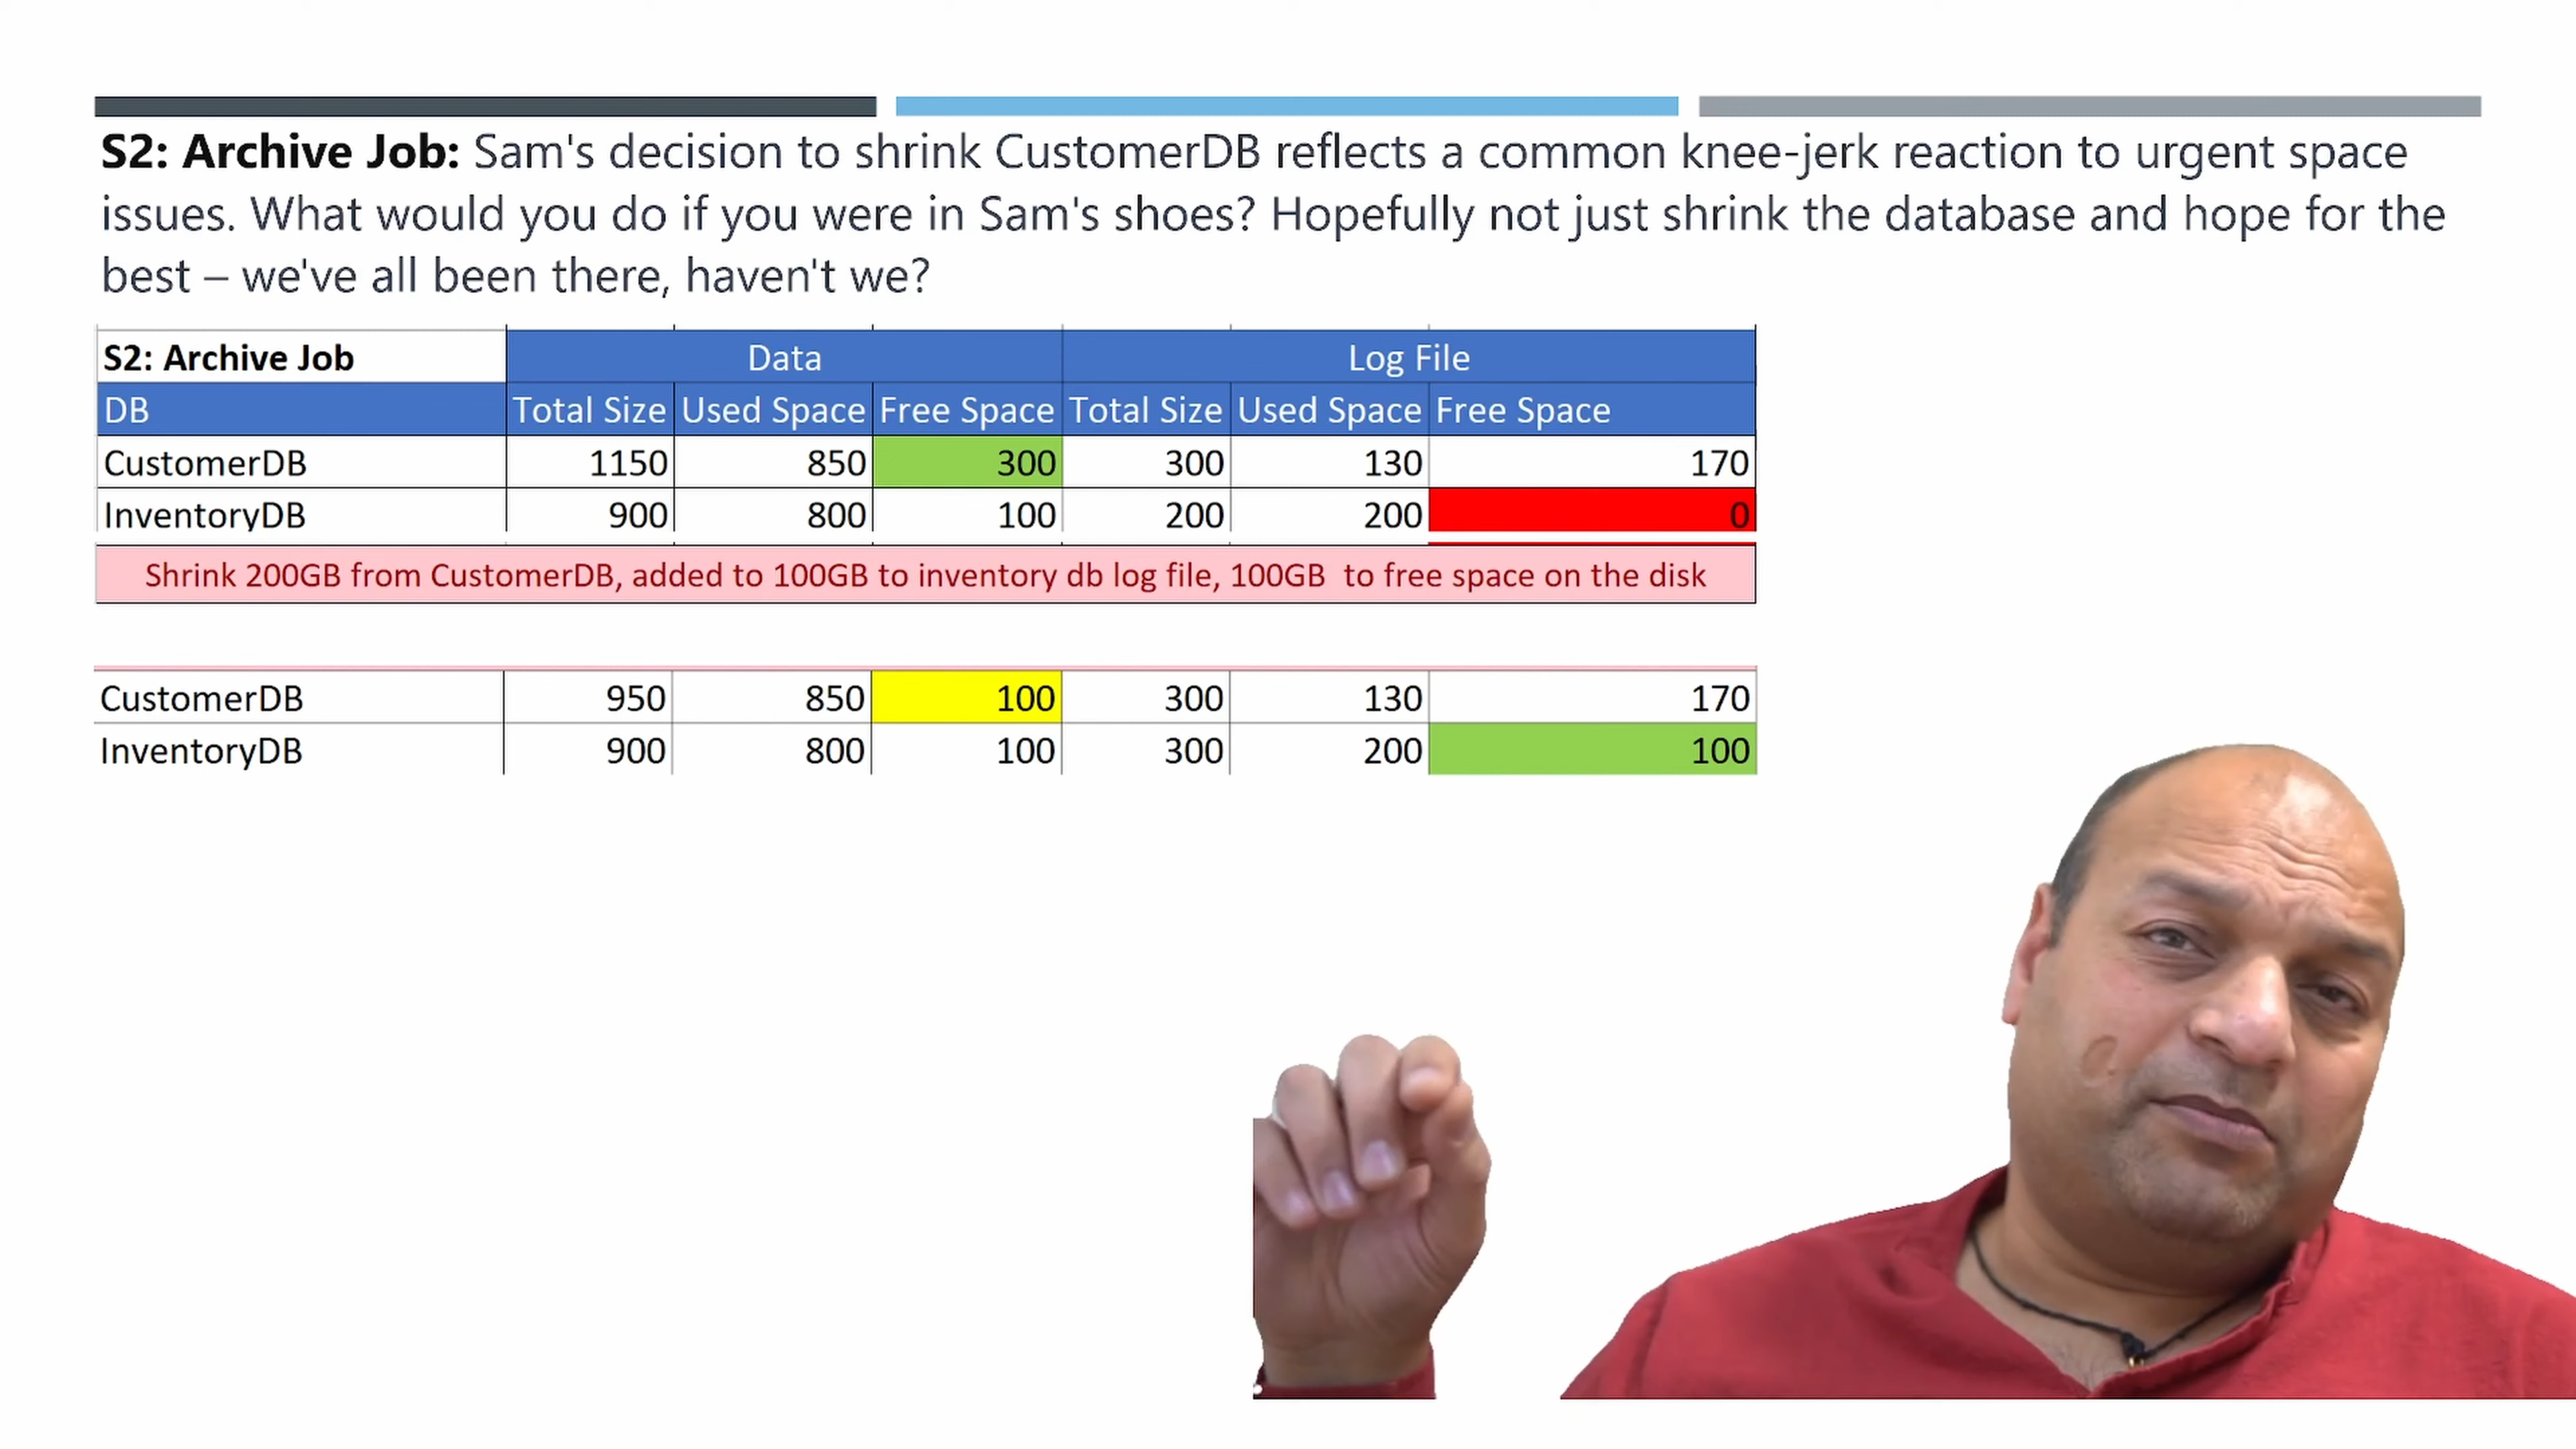 S2: Archive Job: Sam's decision to shrink CustomerDB reflects a common knee-jerk reaction to urgent space
issues. What would you do if you were in Sam's shoes? Hopefully not just shrink the database and hope for the
best – we've all been there, haven't we?
S2: Archive Job Data Log File
DB Total Size Used Space Free Space Total Size Used Space Free Space
CustomerDB 1150 850 300 300 130 170
InventoryDB 900 800 100 200 200 0
Shrink 200GB from CustomerDB, added to 100GB to inventory db log file, 100GB to free space on the disk
CustomerDB 950 850 100 300 130 170
InventoryDB 900 800 100 300 200 100